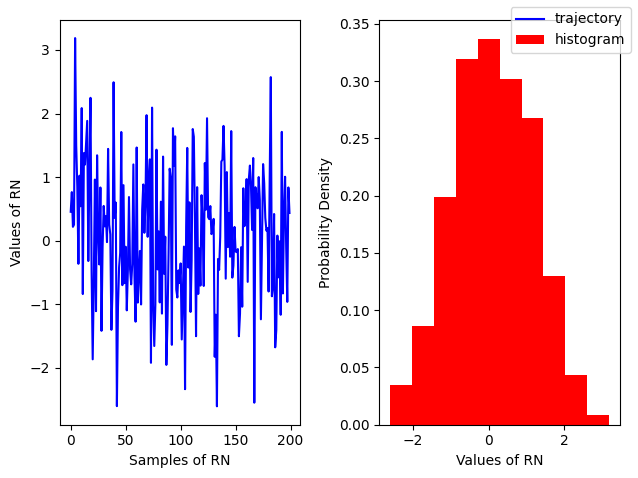 trajectory
histogram
3
2
1
0
−1
−2
Values of RN
0 50 100 150 200
Samples of RN
0.35
0.30
0.25
0.20
0.15
0.10
0.05
0.00
Probability Density
−2 0 2
Values of RN